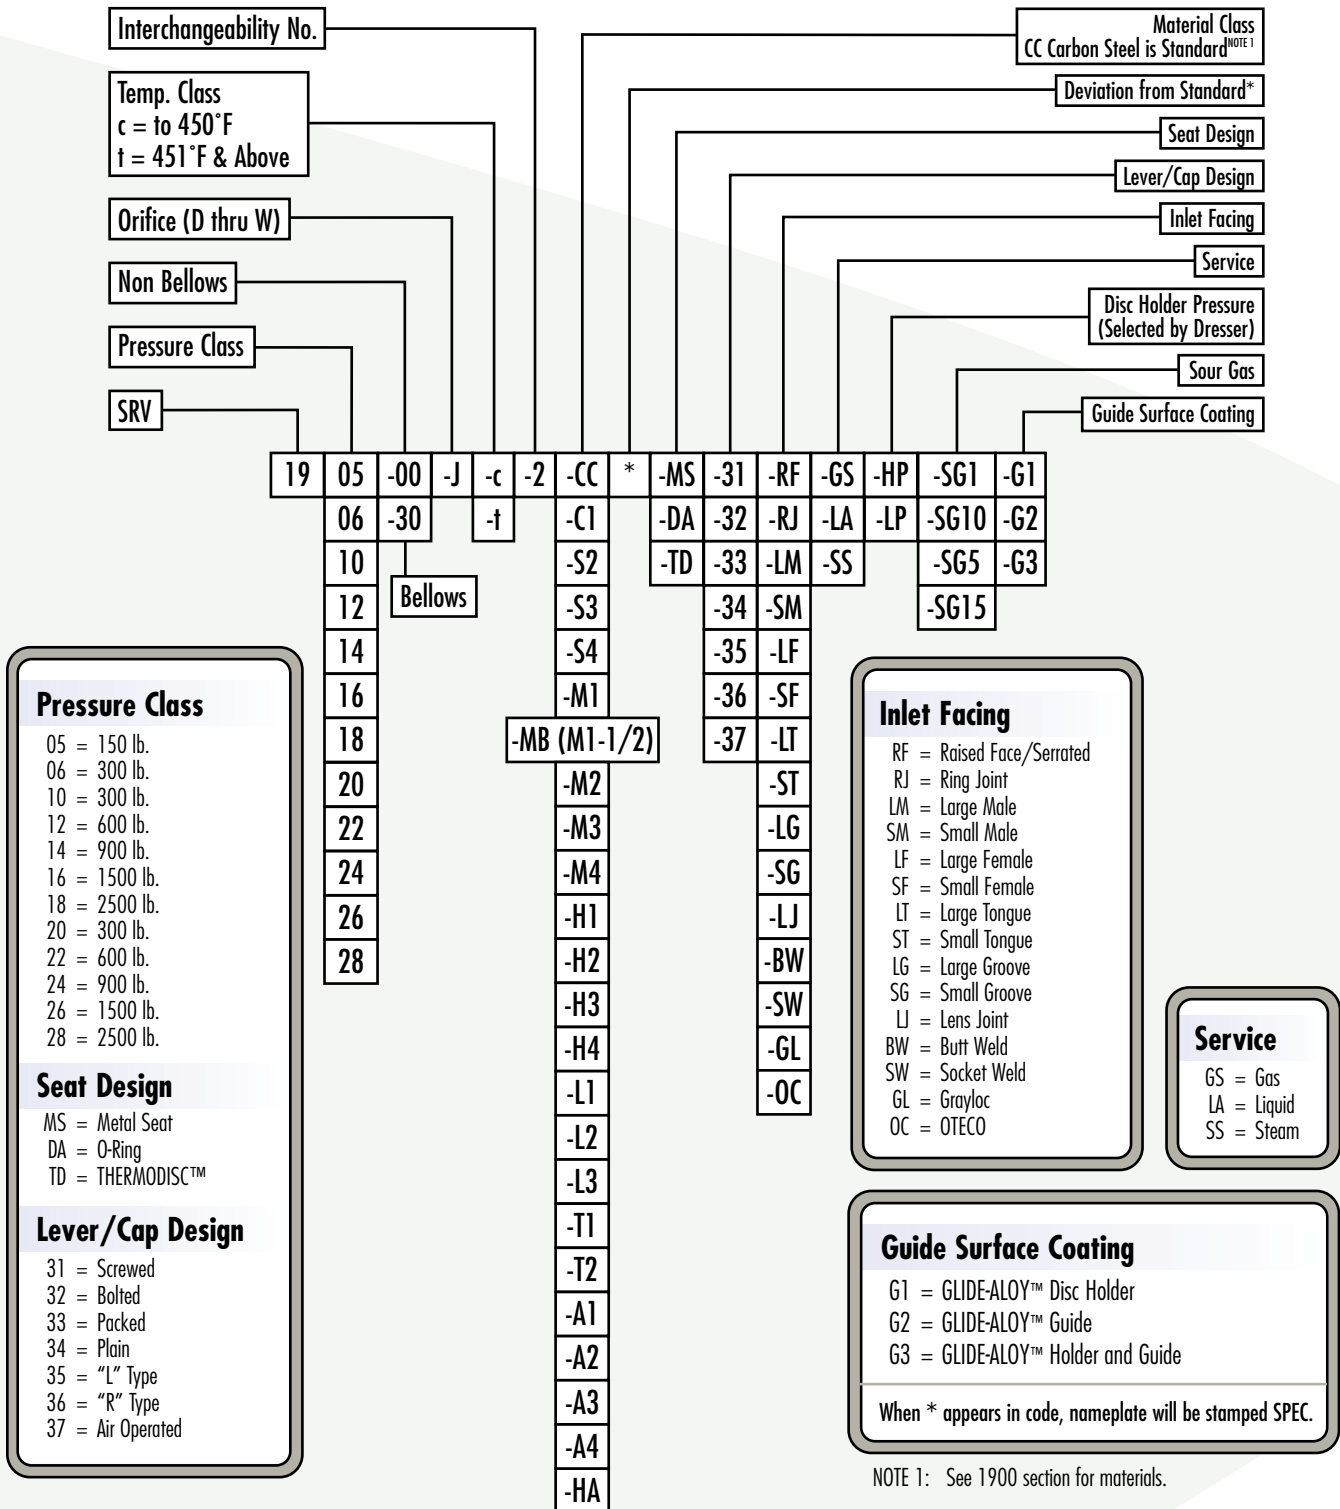 Interchangeability No.
Temp. Class
c = to 450°F
t = 451°F & Above
Orifice (D thru W)
Non Bellows
Pressure Class
SRV
Material Class
CC Carbon Steel is Standard NOTE 1
Deviation from Standard*
Seat Design
Lever/Cap Design
Inlet Facing
Service
Disc Holder Pressure
(Selected by Dresser)
Sour Gas
Guide Surface Coating
19 05 -00 -J -c -2 -CC * -MS -31 -RF -GS -HP -SG1 -G1
06 -30 -t -C1 -DA -32 -RJ -LA -LP -SG10 -G2
10 -S2 -TD -33 -LM -SS -SG5 -G3
Bellows
12 -S3 -34 -SM -SG15
14 -S4 -35 -LF
16 -M1 -36 -SF
18 -MB (M1-1/2) -37 -LT
20 -M2 -ST
22 -M3 -LG
24 -M4 -SG
26 -H1 -LJ
28 -H2 -BW
-H3 -SW
-H4 -GL
-L1 -OC
-L2
-L3
-T1
-T2
-A1
-A2
-A3
-A4
-HA
Pressure Class
05 = 150 lb.
06 = 300 lb.
10 = 300 lb.
12 = 600 lb.
14 = 900 lb.
16 = 1500 lb.
18 = 2500 lb.
20 = 300 lb.
22 = 600 lb.
24 = 900 lb.
26 = 1500 lb.
28 = 2500 lb.
Seat Design
MS = Metal Seat
DA = O-Ring
TD = THERMODISC™
Lever/Cap Design
31 = Screwed
32 = Bolted
33 = Packed
34 = Plain
35 = “L” Type
36 = “R” Type
37 = Air Operated
Inlet Facing
RF = Raised Face/Serrated
RJ = Ring Joint
LM = Large Male
SM = Small Male
LF = Large Female
SF = Small Female
LT = Large Tongue
ST = Small Tongue
LG = Large Groove
SG = Small Groove
LJ = Lens Joint
BW = Butt Weld
SW = Socket Weld
GL = Grayloc
OC = OTECO
Service
GS = Gas
LA = Liquid
SS = Steam
Guide Surface Coating
G1 = GLIDE-ALOY™ Disc Holder
G2 = GLIDE-ALOY™ Guide
G3 = GLIDE-ALOY™ Holder and Guide
When * appears in code, nameplate will be stamped SPEC.
NOTE 1: See 1900 section for materials.